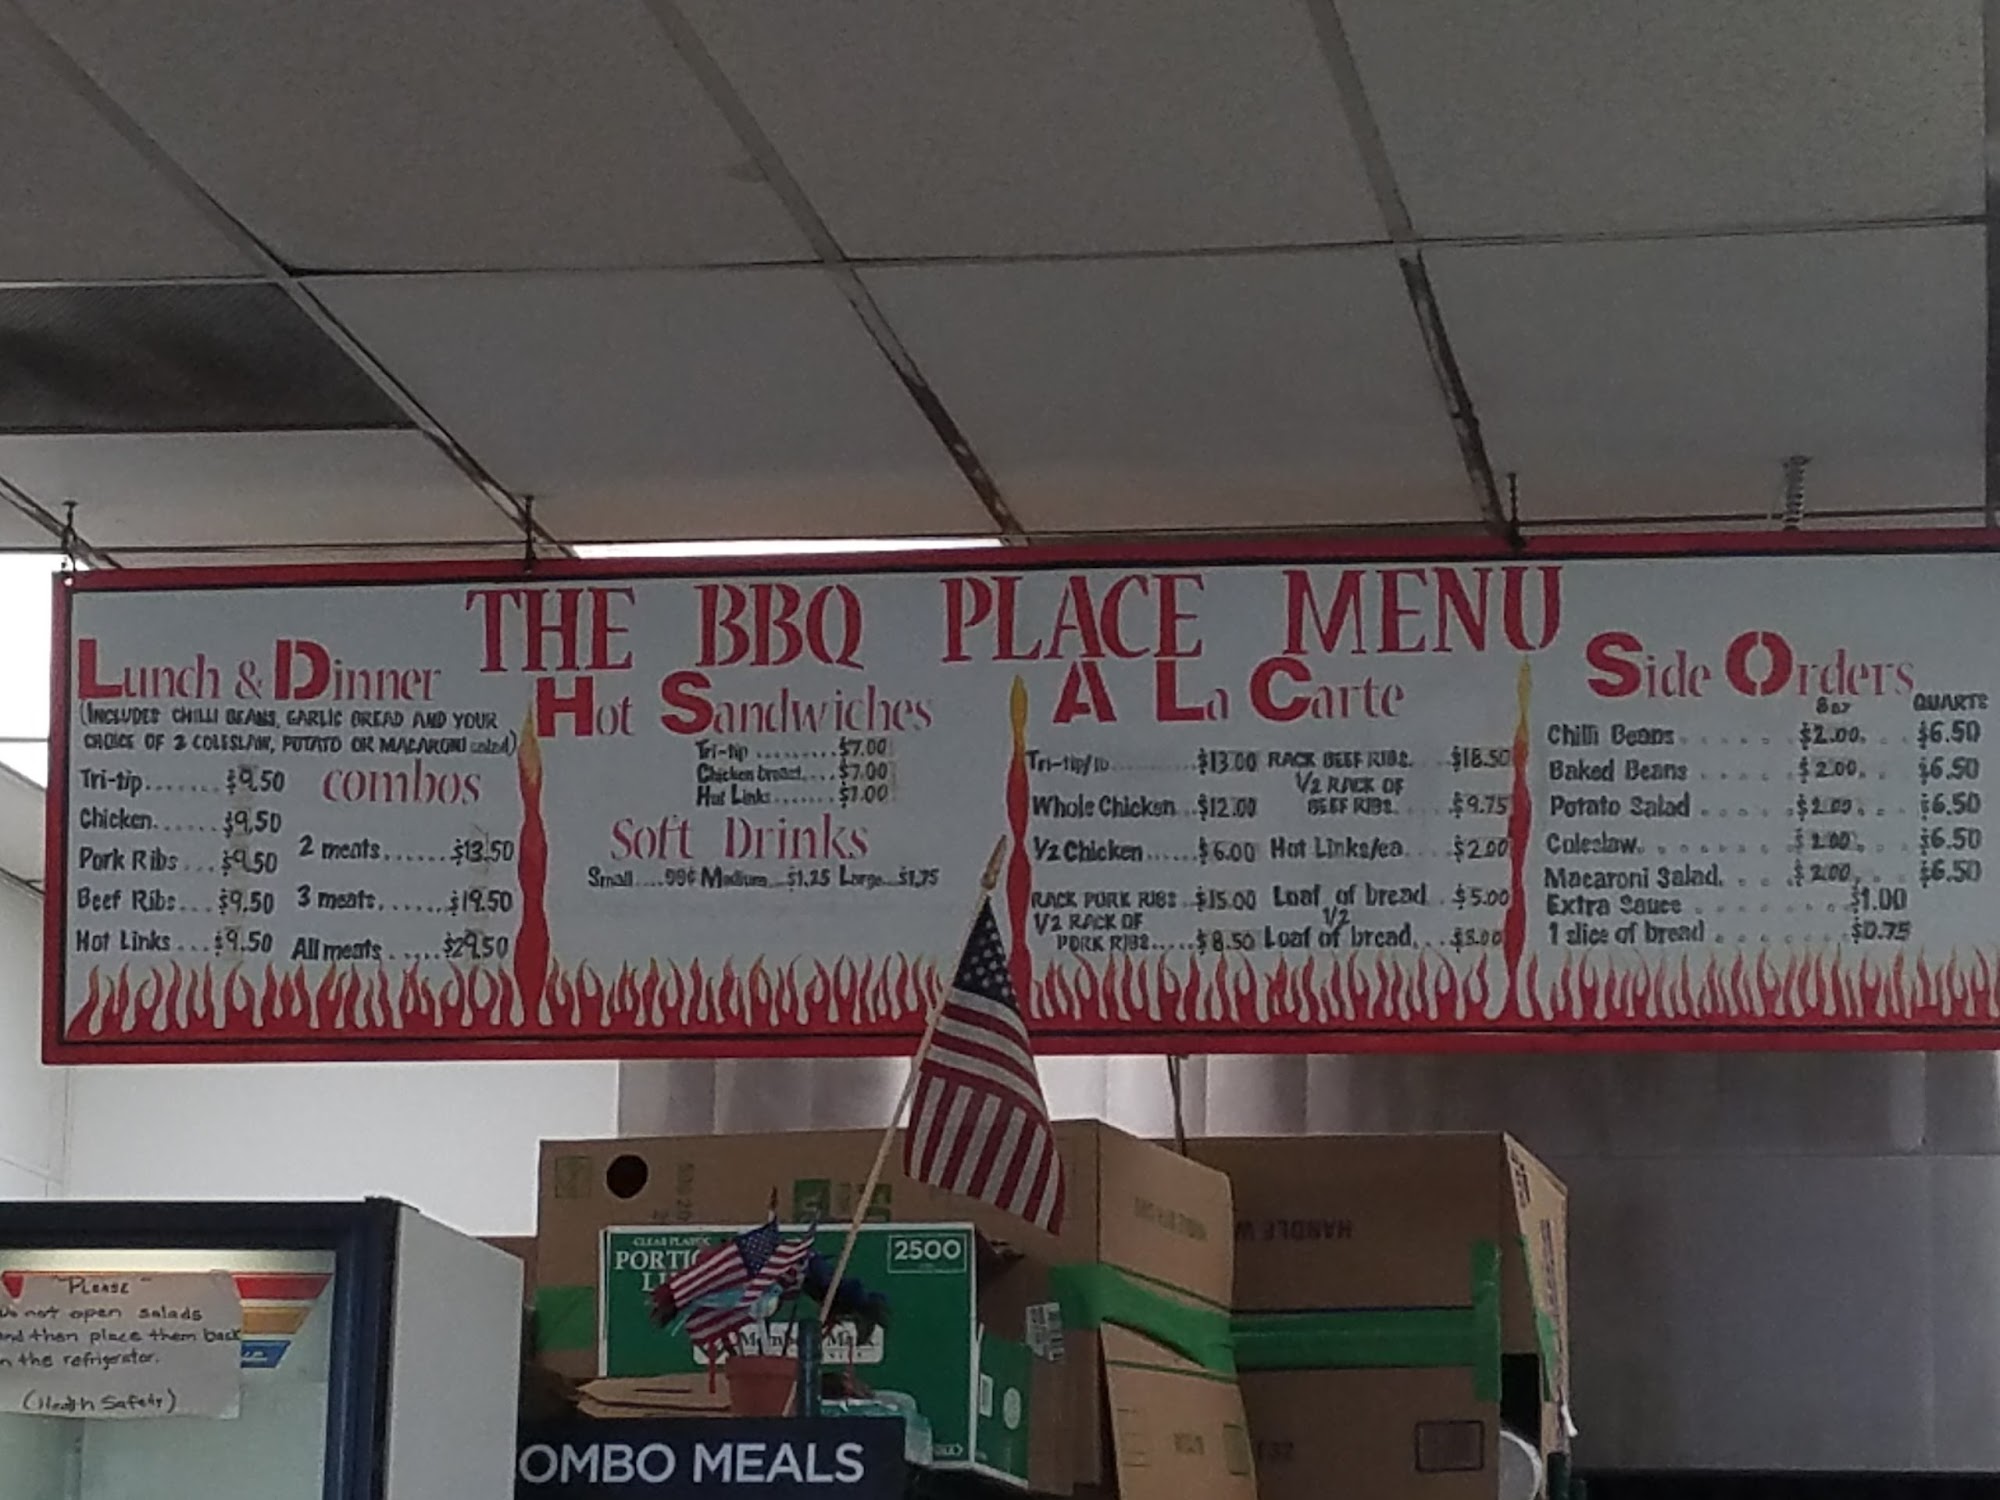 THE BBQ PLACE MENU
Lunch & Dinner
(INCLUDES CHILLI BEANS, GARLIC BREAD AND YOUR
CHOICE OF 2 COLESLAW, POTATO OR MACARONI salad)
Tri-tip.......$9.50
Chicken......$9.50
Pork Ribs...$9.50
Beef Ribs...$9.50
Hot Links...$9.50
combos
2 meats.......$13.50
3 meats.......$19.50
All meats......$29.50
Hot Sandwiches
Tri-tip.........$7.00
Chicken breast....$7.00
Hot Links.......$7.00
Soft Drinks
Small....99¢ Medium...$1.25 Large...$1.75
A La Carte
Tri-tip/lb........$13.00 RACK BEEF RIBS...$18.50
1/2 RACK OF
Whole Chicken...$12.00 BEEF RIBS......$9.75
1/2 Chicken.....$6.00 Hot Links/ea....$2.00
RACK PORK RIBS..$15.00 Loaf of bread..$5.00
1/2 RACK OF 1/2
PORK RIBS.....$8.50 Loaf of bread...$3.00
Side Orders
8oz QUARTS
Chilli Beans......$2.00...$6.50
Baked Beans....$2.00...$6.50
Potato Salad....$2.00...$6.50
Coleslaw........$2.00...$6.50
Macaroni Salad....$2.00...$6.50
Extra Sauce.......$1.00
1 slice of bread.......$0.75
"PLEASE"
Do not open salads
and then place them back
in the refrigerator.
(Health Safety)
CLEAR PLASTIC
PORTIO
LI
2500
Member's Mark
HANDLE W
OMBO MEALS